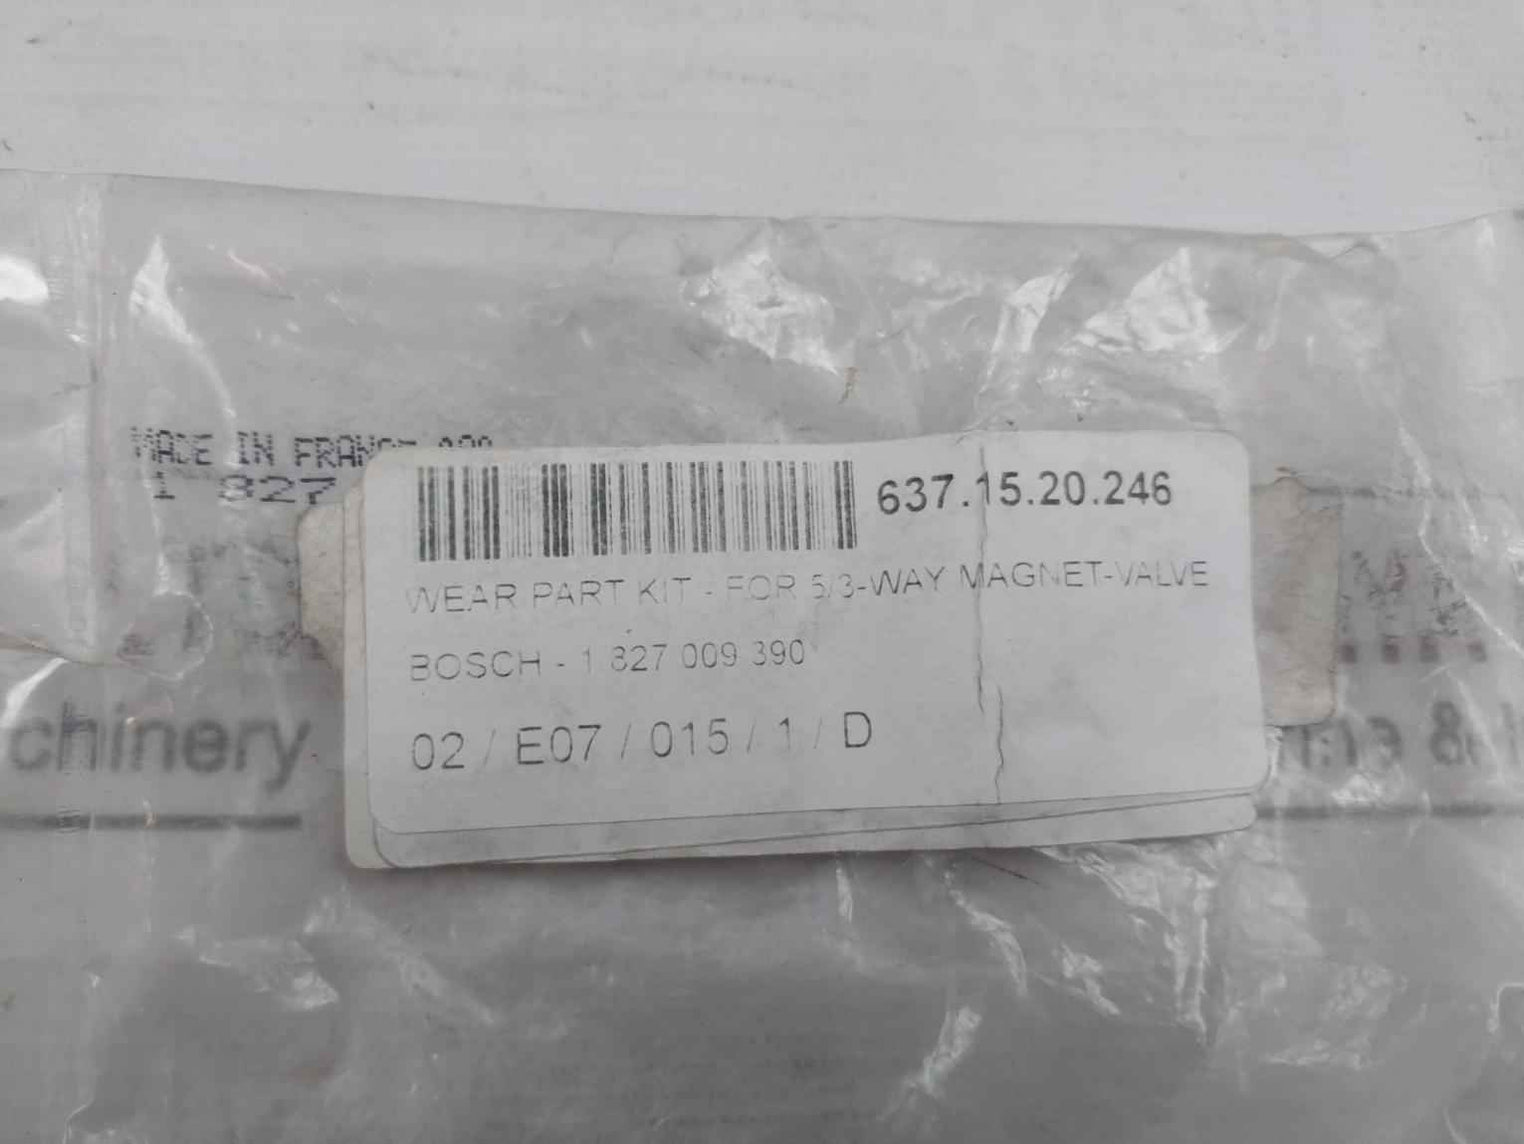 MADE IN FRANCE
1 827
637.15.20.246
WEAR PART KIT - FOR 5/3-WAY MAGNET-VALVE
BOSCH - 1 827 009 390
02 / E07 / 015 / 1 / D
chinery